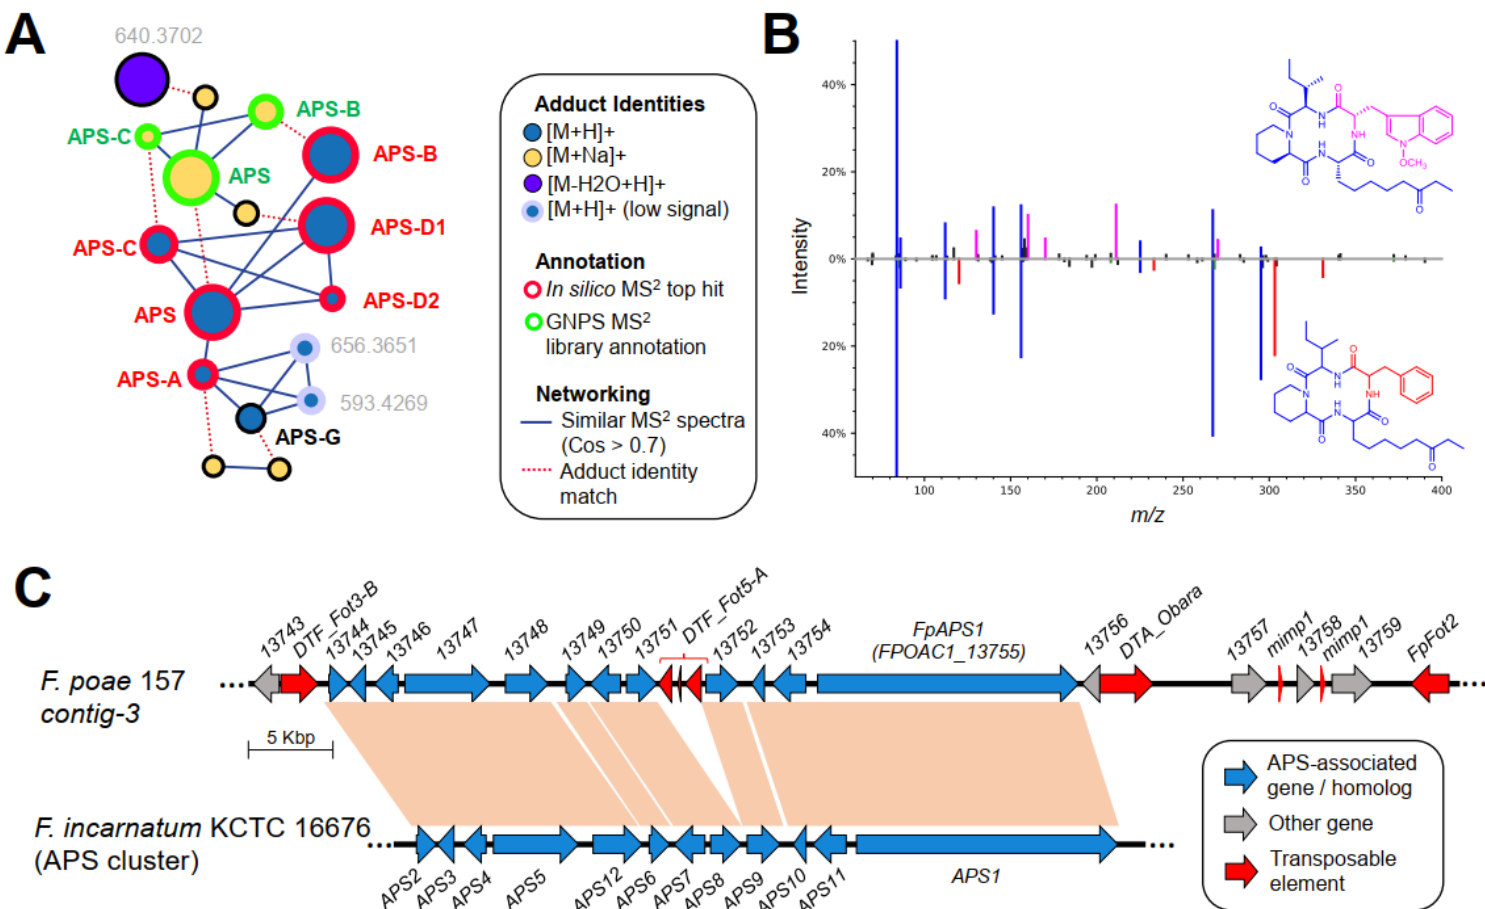 A
640.3702
APS-B
APS-C
APS-B
APS
APS-D1
APS-C
APS-D2
APS
656.3651
APS-A
593.4269
APS-G
Adduct Identities
[M+H]+
[M+Na]+
[M-H2O+H]+
[M+H]+ (low signal)
Annotation
In silico MS² top hit
GNPS MS²
library annotation
Networking
Similar MS² spectra
(Cos > 0.7)
Adduct identity
match
B
Intensity
40%
20%
0%
20%
40%
100 150 200 250 300 350 400
m/z
O
O
N
H
N
NH
N
OCH₃
H
N
O
O
O
O
O
N
H
N
NH
H
N
O
O
O
C
13743
DTF_Fot3-B
13744
13745
13746
13747
13748
13749
13750
13751
DTF_Fot5-A
13752
13753
13754
FpAPS1
(FPOAC1_13755)
13756
DTA_Obara
13757
mimp1
13758
mimp1
13759
FpFot2
F. poae 157
contig-3
5 Kbp
F. incarnatum KCTC 16676
(APS cluster)
APS2
APS3
APS4
APS5
APS12
APS6
APS7
APS8
APS9
APS10
APS11
APS1
APS-associated
gene / homolog
Other gene
Transposable
element